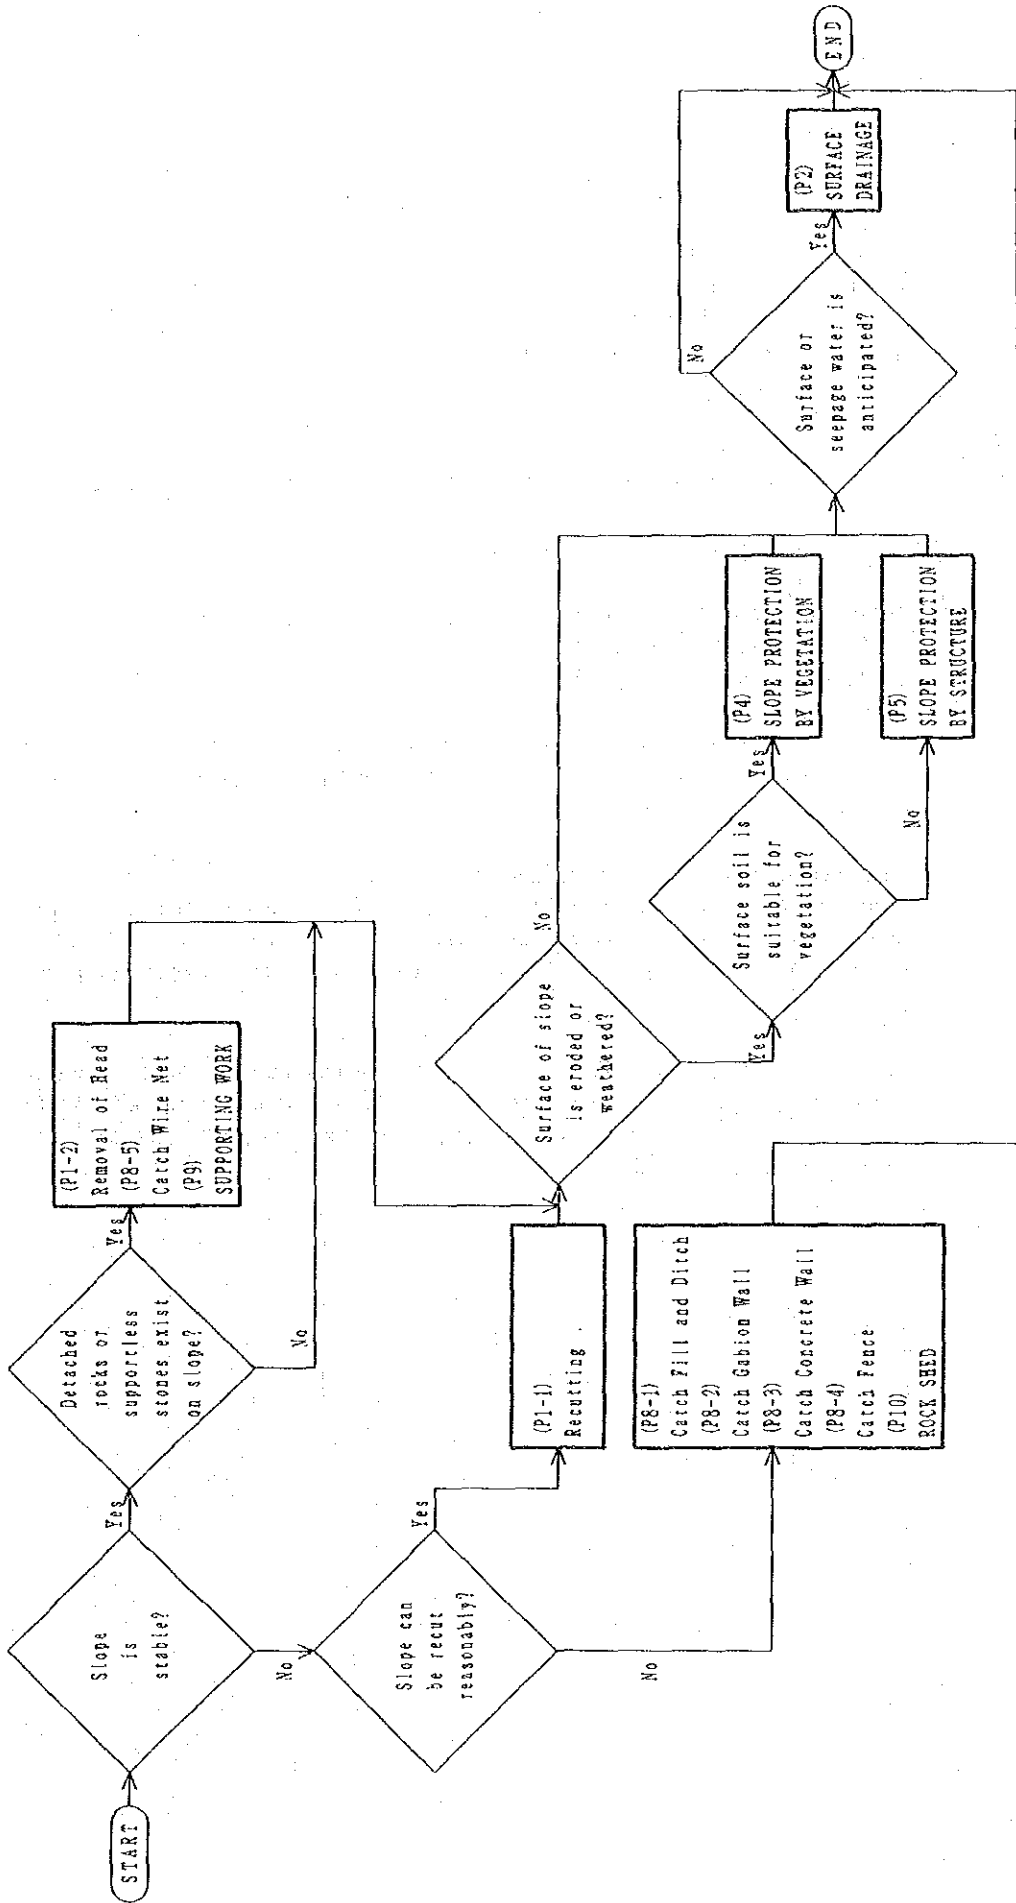 START
Slope
is
stable?
Yes
No
Detached
rocks or
supportless
stones exist
on slope?
Yes
No
(P1-2)
Removal of Head
(P8-5)
Catch Wire Net
(P9)
SUPPORTING WORK
Slope can
be recut
reasonably?
Yes
No
(P1-1)
Recutting
(P8-1)
Catch Fill and Ditch
(P8-2)
Catch Gabion Wall
(P8-3)
Catch Concrete Wall
(P8-4)
Catch Fence
(P10)
ROCK SHED
Surface of slope
is eroded or
weathered?
No
Yes
Surface soil is
suitable for
vegetation?
Yes
No
(P4)
SLOPE PROTECTION
BY VEGETATION
(P5)
SLOPE PROTECTION
BY STRUCTURE
Surface or
seepage water is
anticipated?
No
Yes
(P2)
SURFACE
DRAINAGE
END